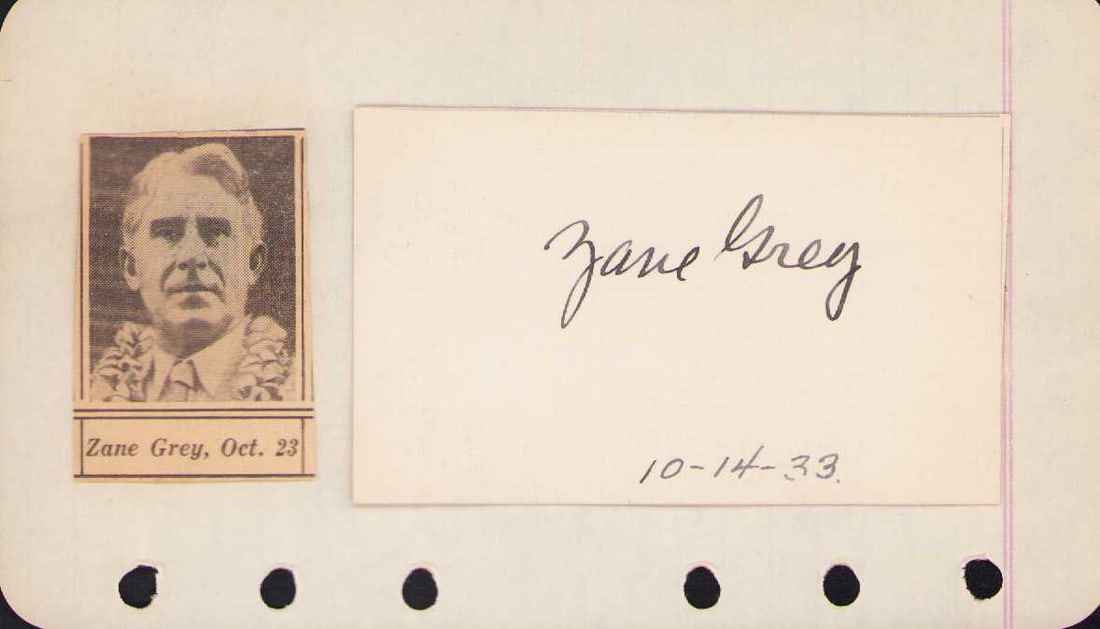 Zane Grey
Zane Grey, Oct. 23
10-14-33.